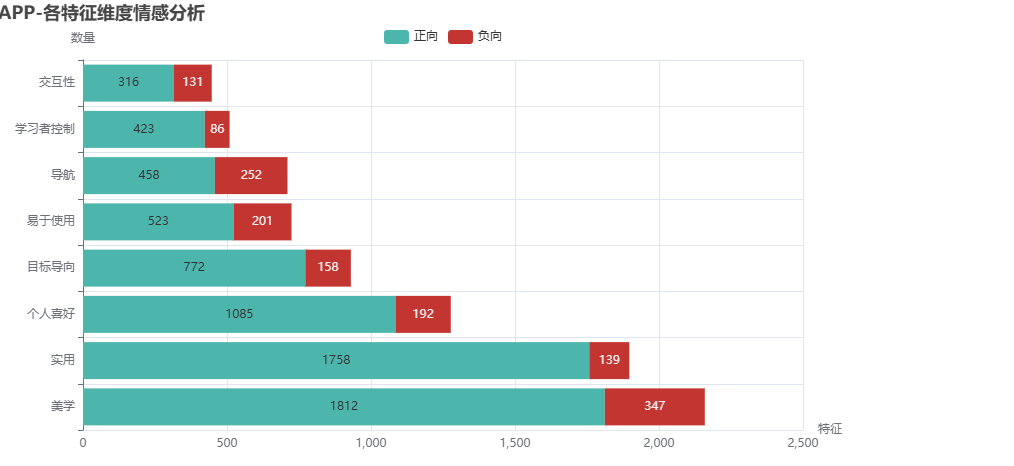 APP-各特征维度情感分析
数量
正向 负向
交互性 316 131
学习者控制 423 86
导航 458 252
易于使用 523 201
目标导向 772 158
个人喜好 1085 192
实用 1758 139
美学 1812 347
特征
0 500 1,000 1,500 2,000 2,500